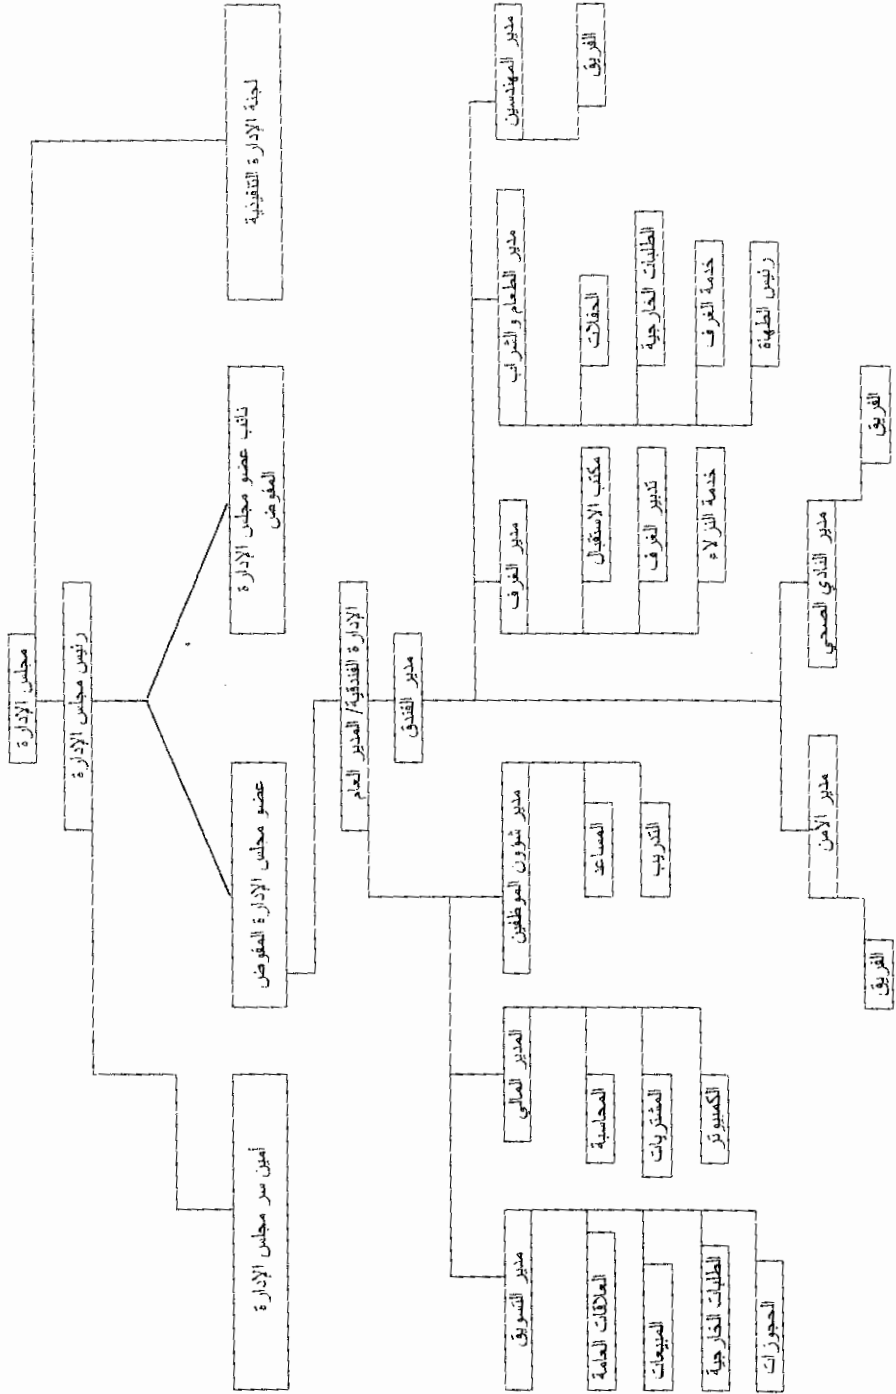 مجلس الإدارة
رئيس مجلس الإدارة
لجنة الإدارة التنفيذية
نائب عضو مجلس الإدارة
المفوض
عضو مجلس الإدارة المفوض
أمين سر مجلس الإدارة
الإدارة الفندقية/ المدير العام
مدير الفندق
مدير المهندسين
الفريق
مدير الطعام والشراب
الحفلات
الطلبات الخارجية
خدمة الغرف
رئيس الطهاة
مدير الغرف
مكتب الاستقبال
تدبير الغرف
خدمة النزلاء
مدير شؤون الموظفين
المساعد
التدريب
المدير المالي
المحاسبة
المشتريات
الكمبيوتر
مدير التسويق
العلاقات العامة
المبيعات
الطلبات الخارجية
الحجوزات
مدير النادي الصحي
الفريق
مدير الأمن
الفريق